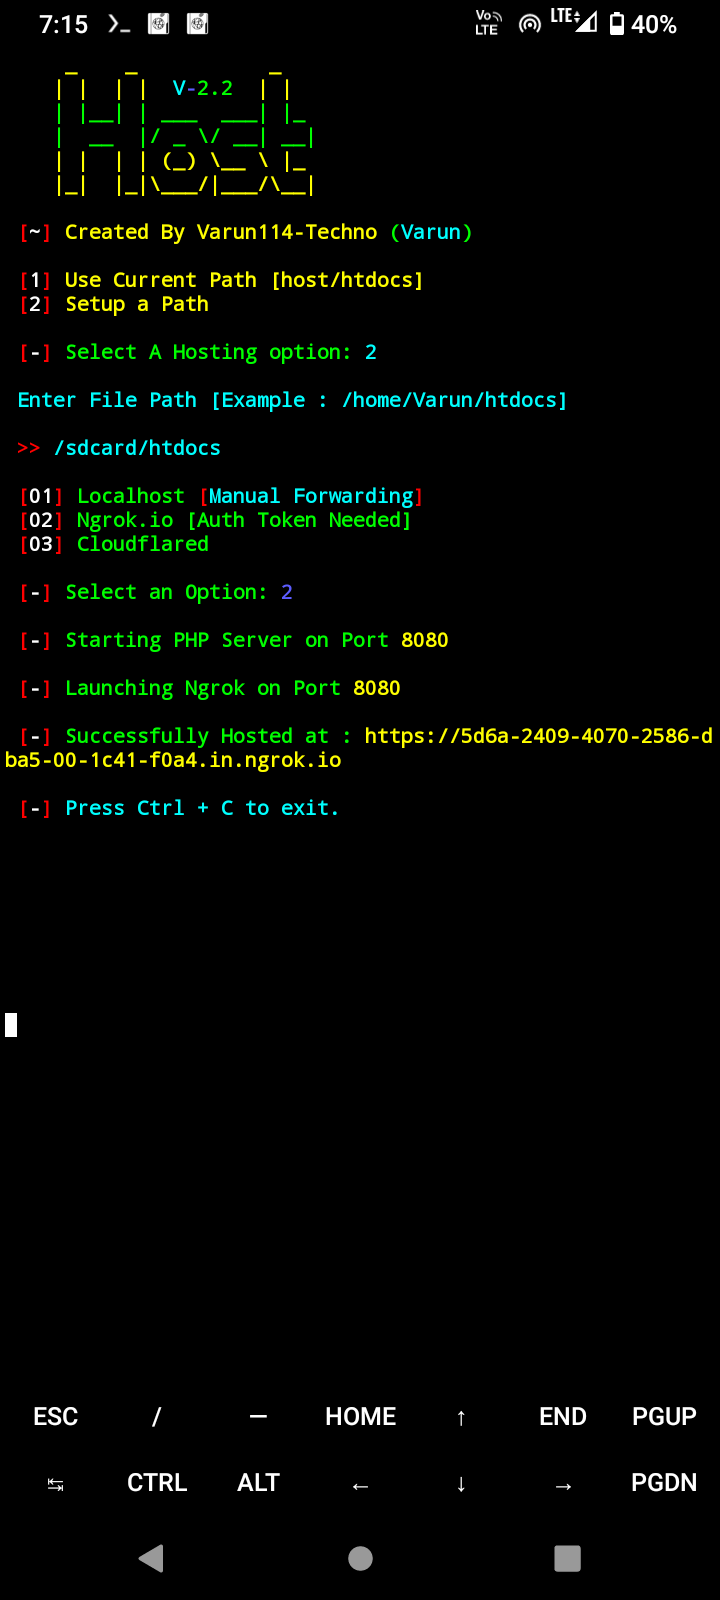 7:15
Vo LTE LTE 40%
V-2.2
[~] Created By Varun114-Techno (Varun)
[1] Use Current Path [host/htdocs]
[2] Setup a Path
[-] Select A Hosting option: 2
Enter File Path [Example : /home/Varun/htdocs]
>> /sdcard/htdocs
[01] Localhost [Manual Forwarding]
[02] Ngrok.io [Auth Token Needed]
[03] Cloudflared
[-] Select an Option: 2
[-] Starting PHP Server on Port 8080
[-] Launching Ngrok on Port 8080
[-] Successfully Hosted at : https://5d6a-2409-4070-2586-d
ba5-00-1c41-f0a4.in.ngrok.io
[-] Press Ctrl + C to exit.
ESC / — HOME ↑ END PGUP
↹ CTRL ALT ← ↓ → PGDN